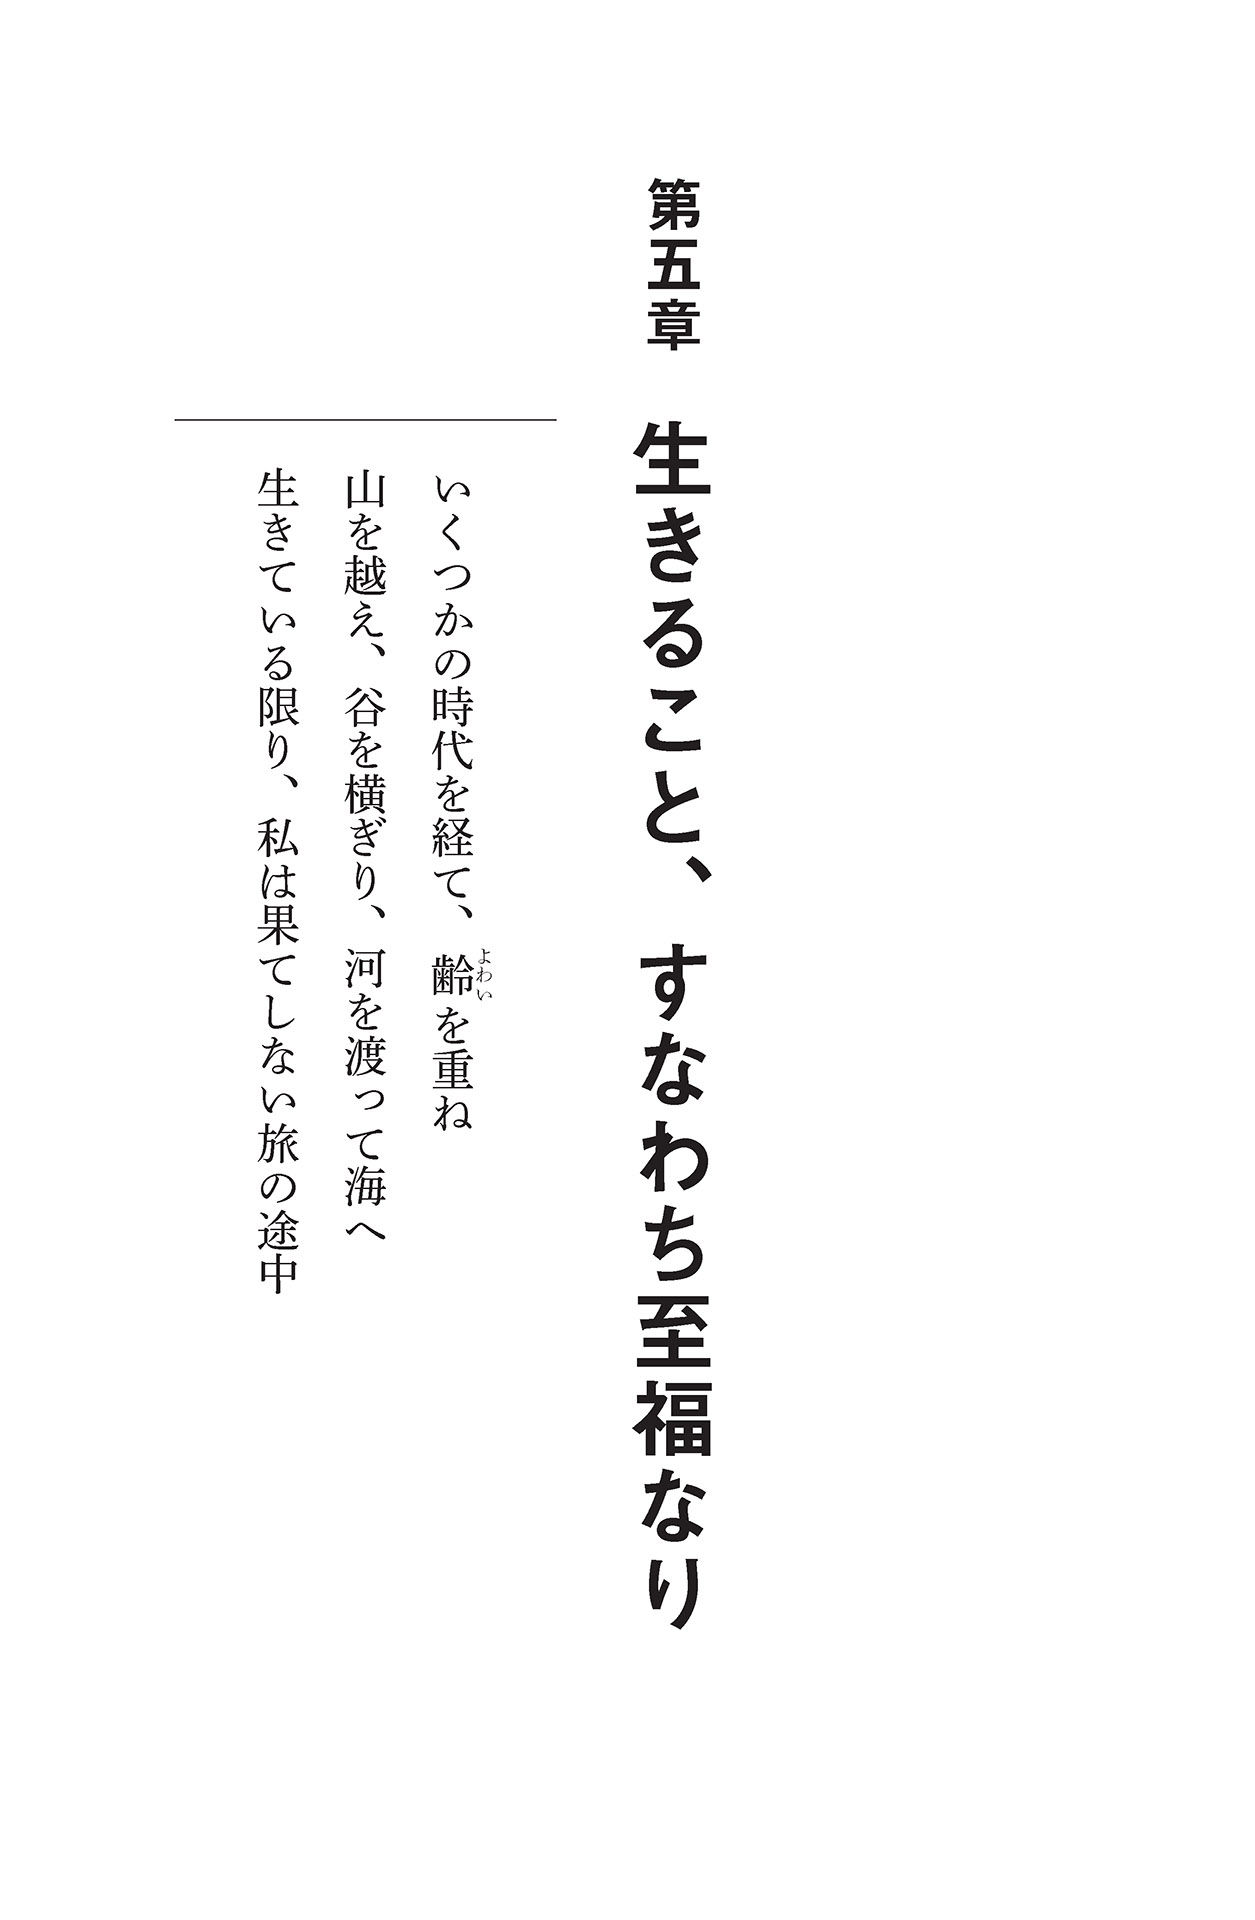 第五章　生きること、すなわち至福なり
いくつかの時代を経て、齢を重ね
よわい
山を越え、谷を横ぎり、河を渡って海へ
生きている限り、私は果てしない旅の途中